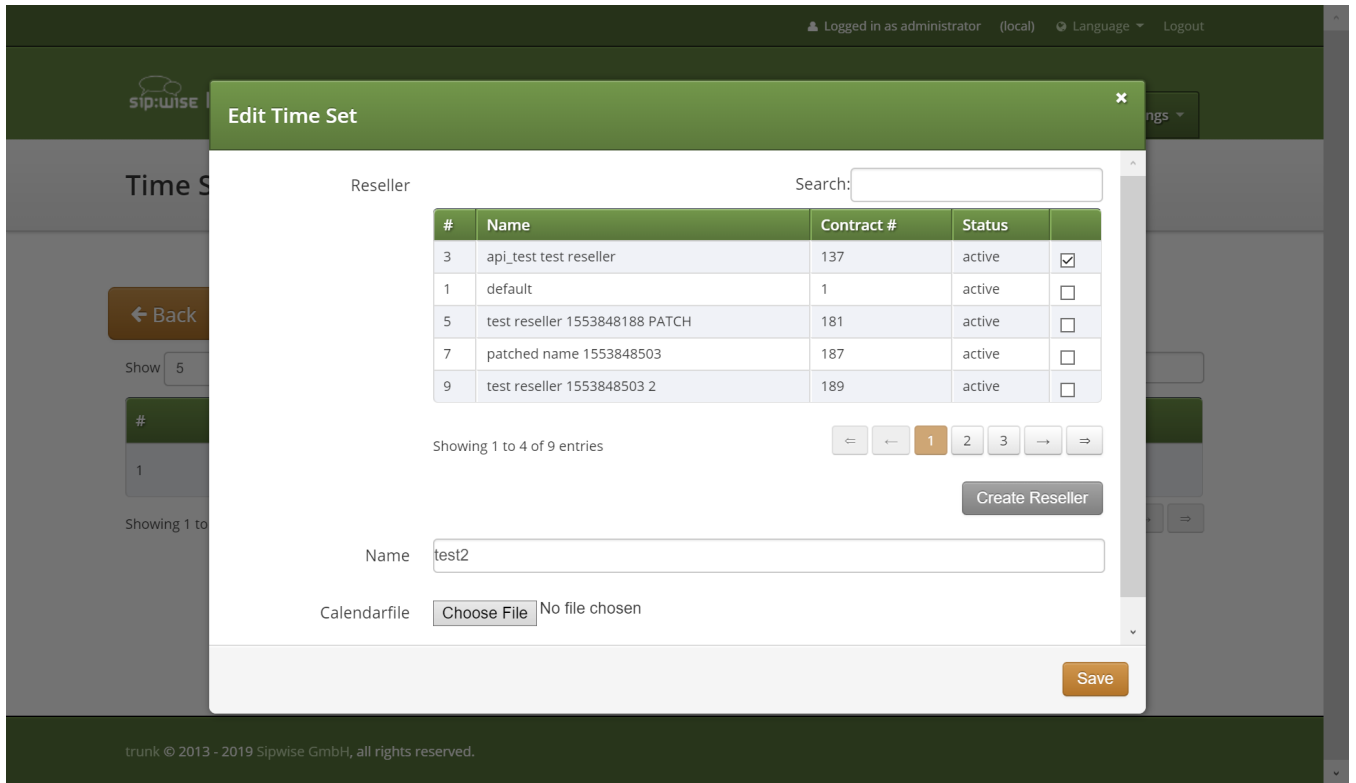 Logged in as administrator (local) Language Logout
sip:wise
ngs
Edit Time Set
Time S
Reseller Search:
# Name Contract # Status
3 api_test test reseller 137 active
1 default 1 active
5 test reseller 1553848188 PATCH 181 active
7 patched name 1553848503 187 active
9 test reseller 1553848503 2 189 active
Back
Show 5
#
1
Showing 1 to
Showing 1 to 4 of 9 entries ⇐ ← 1 2 3 → ⇒
Create Reseller
⇒
Name test2
Calendarfile Choose File No file chosen
Save
trunk © 2013 - 2019 Sipwise GmbH, all rights reserved.